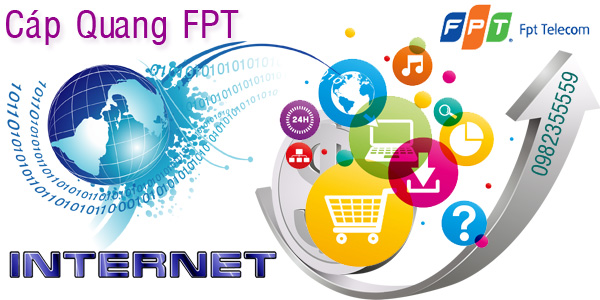 Cáp Quang FPT
FPT Fpt Telecom
24H
0982355559
INTERNET